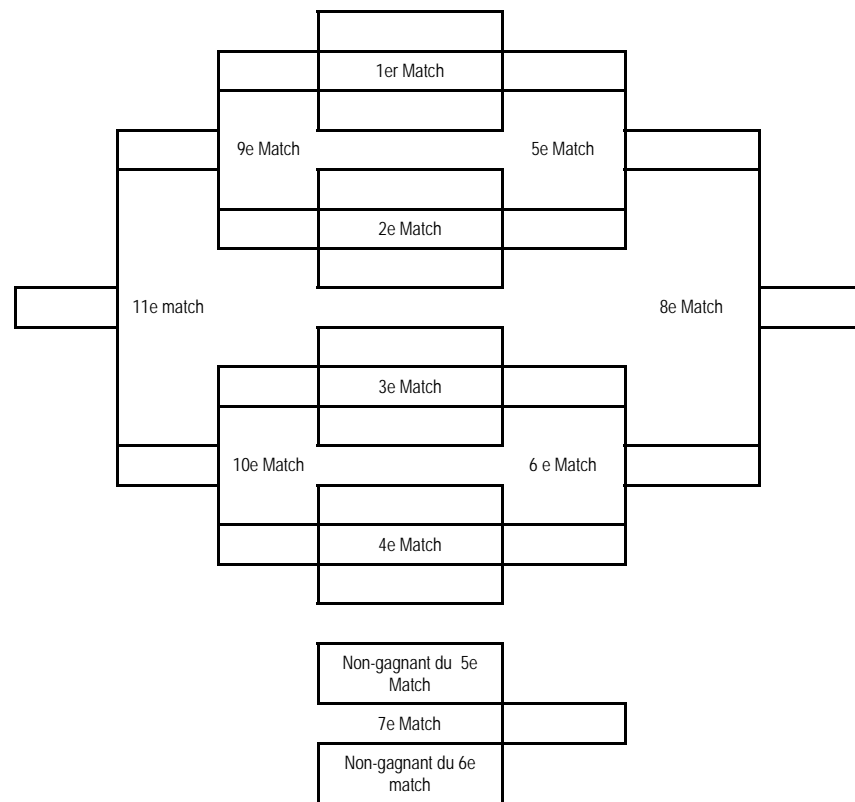 1er Match
9e Match
5e Match
2e Match
11e match
8e Match
3e Match
10e Match
6 e Match
4e Match
Non-gagnant du 5e
Match
7e Match
Non-gagnant du 6e
match